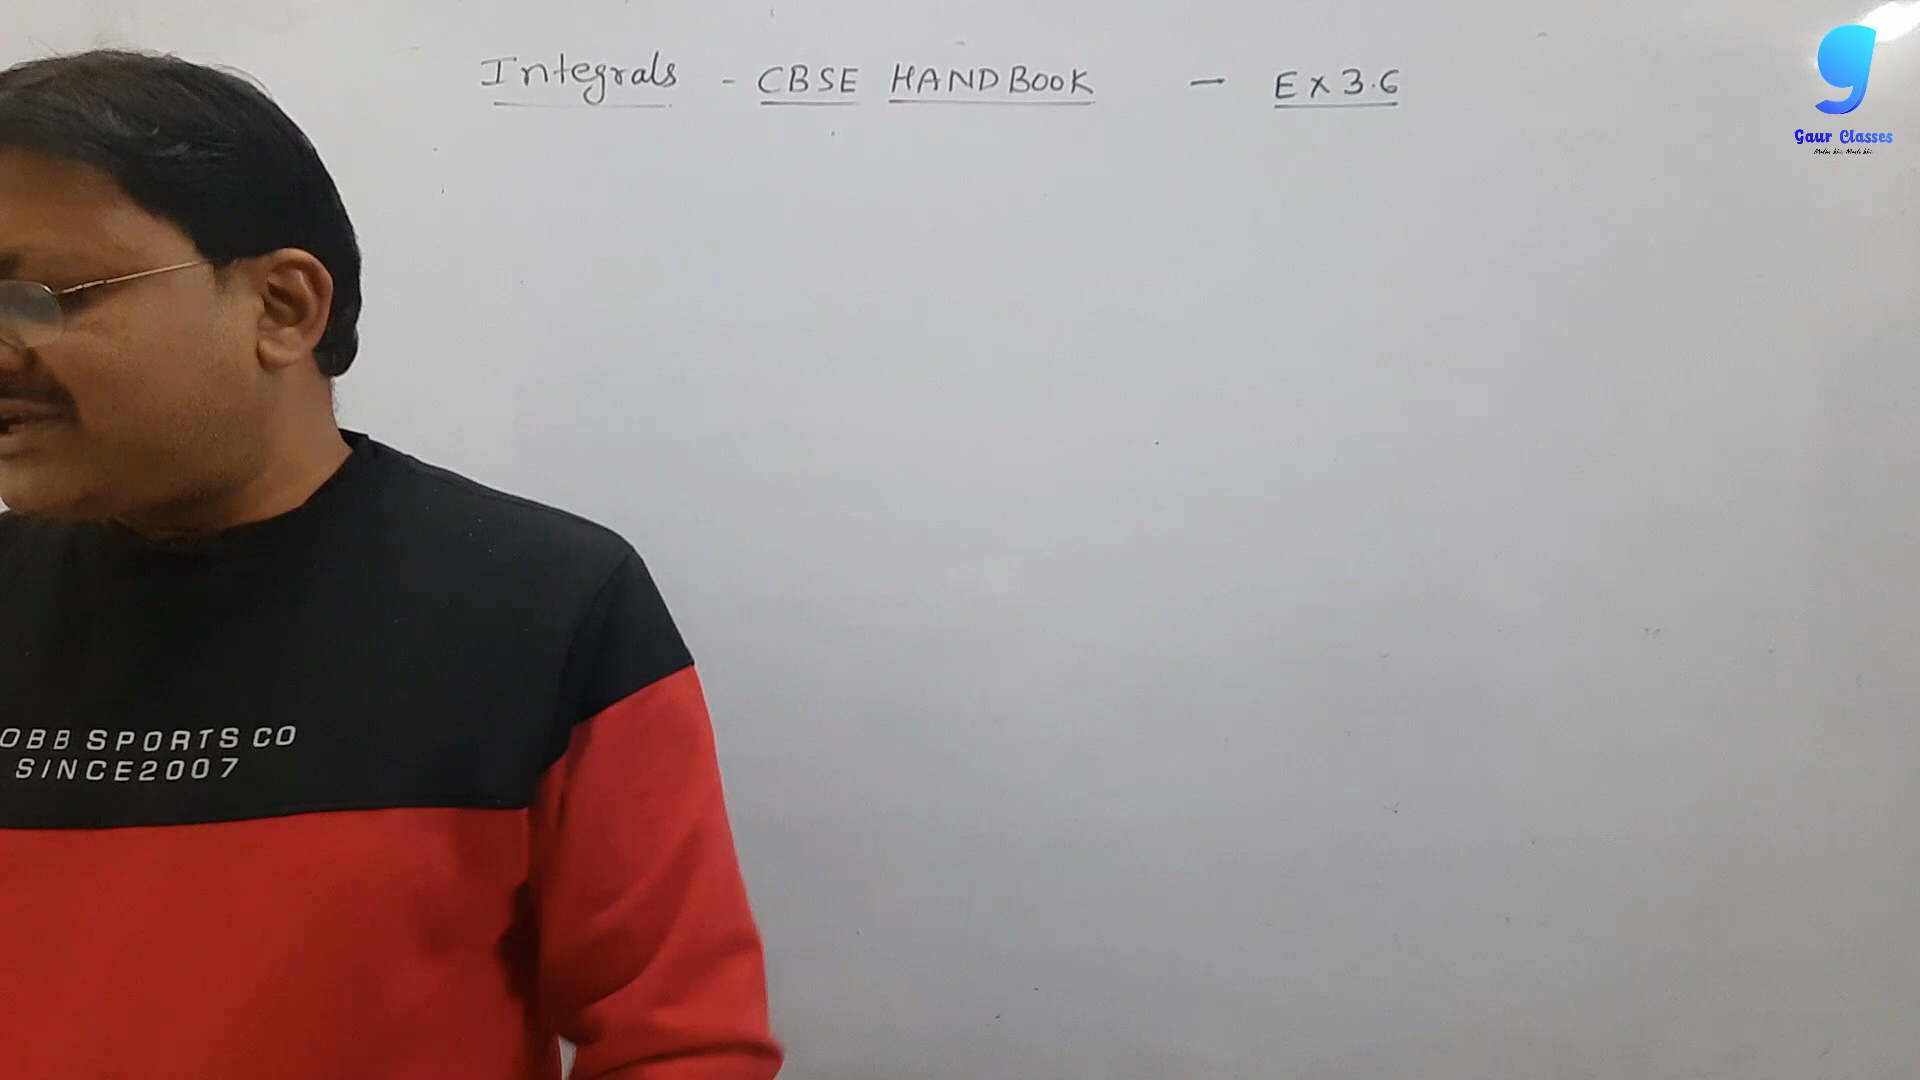 Integrals - CBSE HANDBOOK - EX 3.6
Gaur Classes
OBB SPORTS CO
SINCE2007